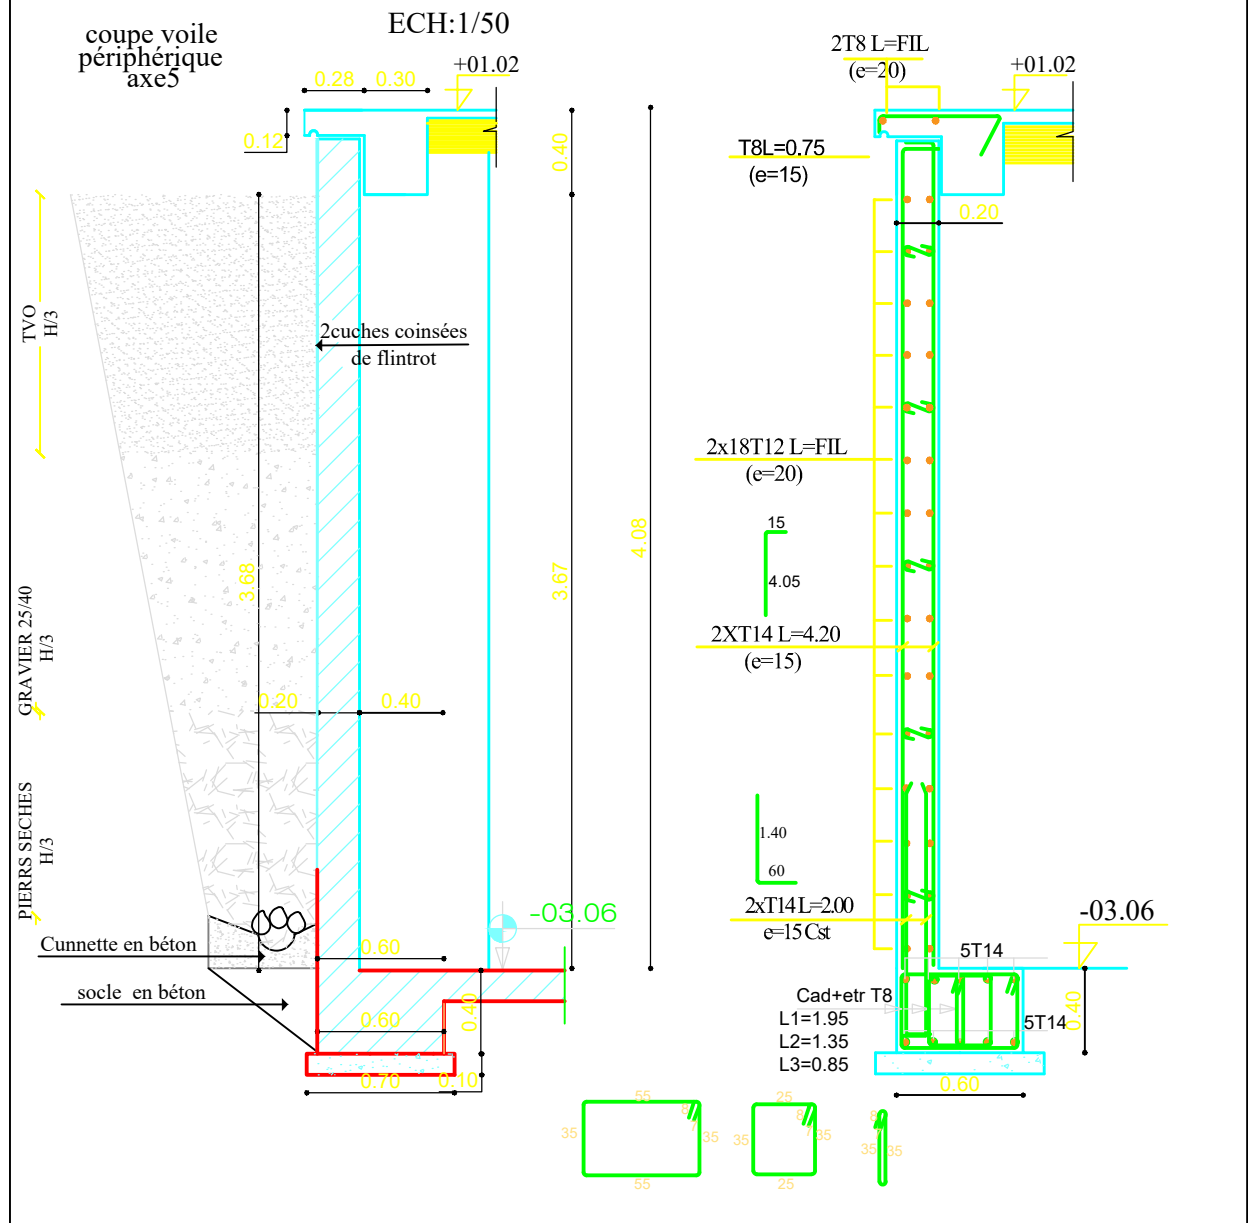 coupe voile
périphérique
axe5
ECH:1/50
+01.02
0.28
0.30
0.12
0.40
TVO
H/3
2cuches coinsées
de flintrot
3.68
3.67
4.08
GRAVIER 25/40
H/3
0.20
0.40
PIERRS SECHES
H/3
-03.06
Cunnette en béton
socle en béton
0.60
0.60
0.40
0.70
0.10
2T8 L=FIL
(e=20)
+01.02
T8L=0.75
(e=15)
0.20
2x18T12 L=FIL
(e=20)
15
4.05
2XT14 L=4.20
(e=15)
1.40
60
2xT14L=2.00
e=15Cst
-03.06
5T14
Cad+etr T8
L1=1.95
L2=1.35
L3=0.85
5T14
0.40
0.60
55
8
7
35
35
55
25
8
7
35
35
25
8
7
35
35